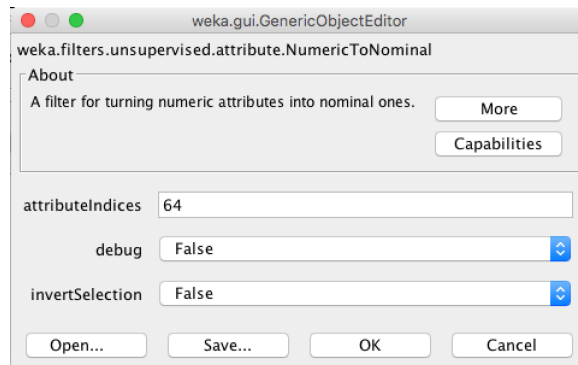 weka.gui.GenericObjectEditor
weka.filters.unsupervised.attribute.NumericToNominal
About
A filter for turning numeric attributes into nominal ones.
More
Capabilities
attributeIndices 64
debug False
invertSelection False
Open... Save... OK Cancel